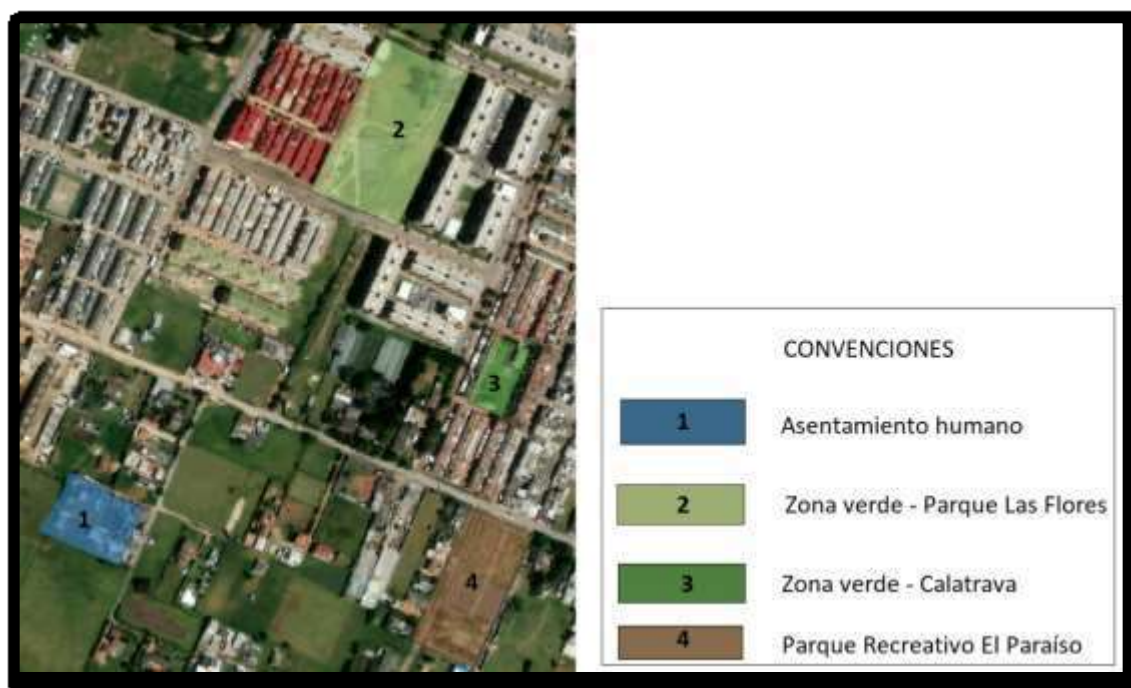 2
3
1
4
CONVENCIONES
1 Asentamiento humano
2 Zona verde - Parque Las Flores
3 Zona verde - Calatrava
4 Parque Recreativo El Paraíso